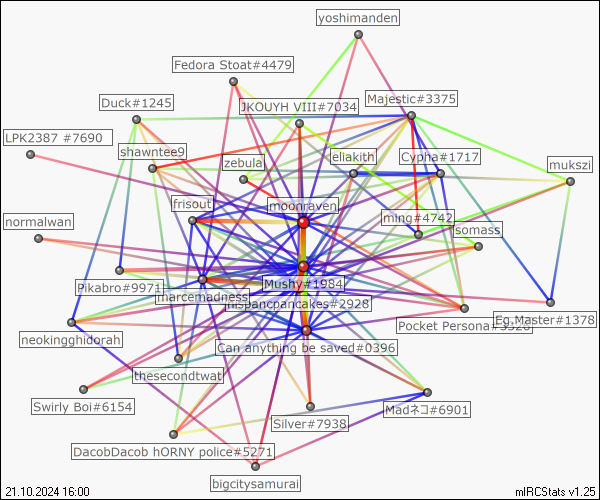 yoshimanden
Fedora Stoat#4479
Duck#1245
JKOUYH VIII#7034
Majestic#3375
LPK2387 #7690
shawntee9
zebula
eliakith
Cypha#1717
mukszi
normalwan
frisout
moonraven
ming#4742
somass
Pikabro#9971
Mushy#1984
marcemadness
hispancpancakes#2928
neokingghidorah
Pocket Persona#
Eg.Master#1378
Can anything be saved#0396
thesecondtwat
Swirly Boi#6154
Silver#7938
Madネコ#6901
DacobDacob hORNY police#5271
bigcitysamurai
21.10.2024 16:00
mIRCStats v1.25